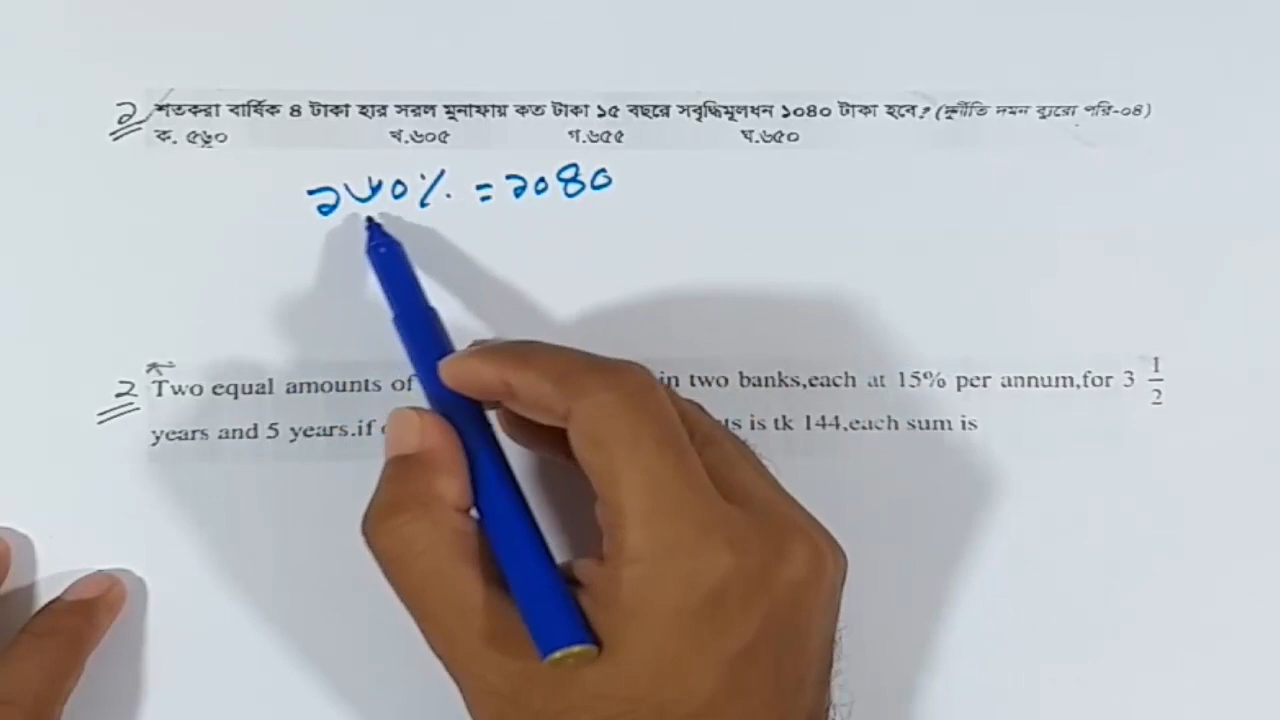 ১ শতকরা বার্ষিক ৪ টাকা হার সরল মুনাফায় কত টাকা ১৫ বছরে সবৃদ্ধিমূলধন ১০৪০ টাকা হবে? (দুর্নীতি দমন ব্যুরো পরি-০৪)
ক. ৫৬০ খ.৬০৫ গ.৬৫৫ ঘ.৬৫০
১৬০% = ১০৪০
2 Two equal amounts of in two banks,each at 15% per annum,for 3 1/2
years and 5 years.if is tk 144,each sum is